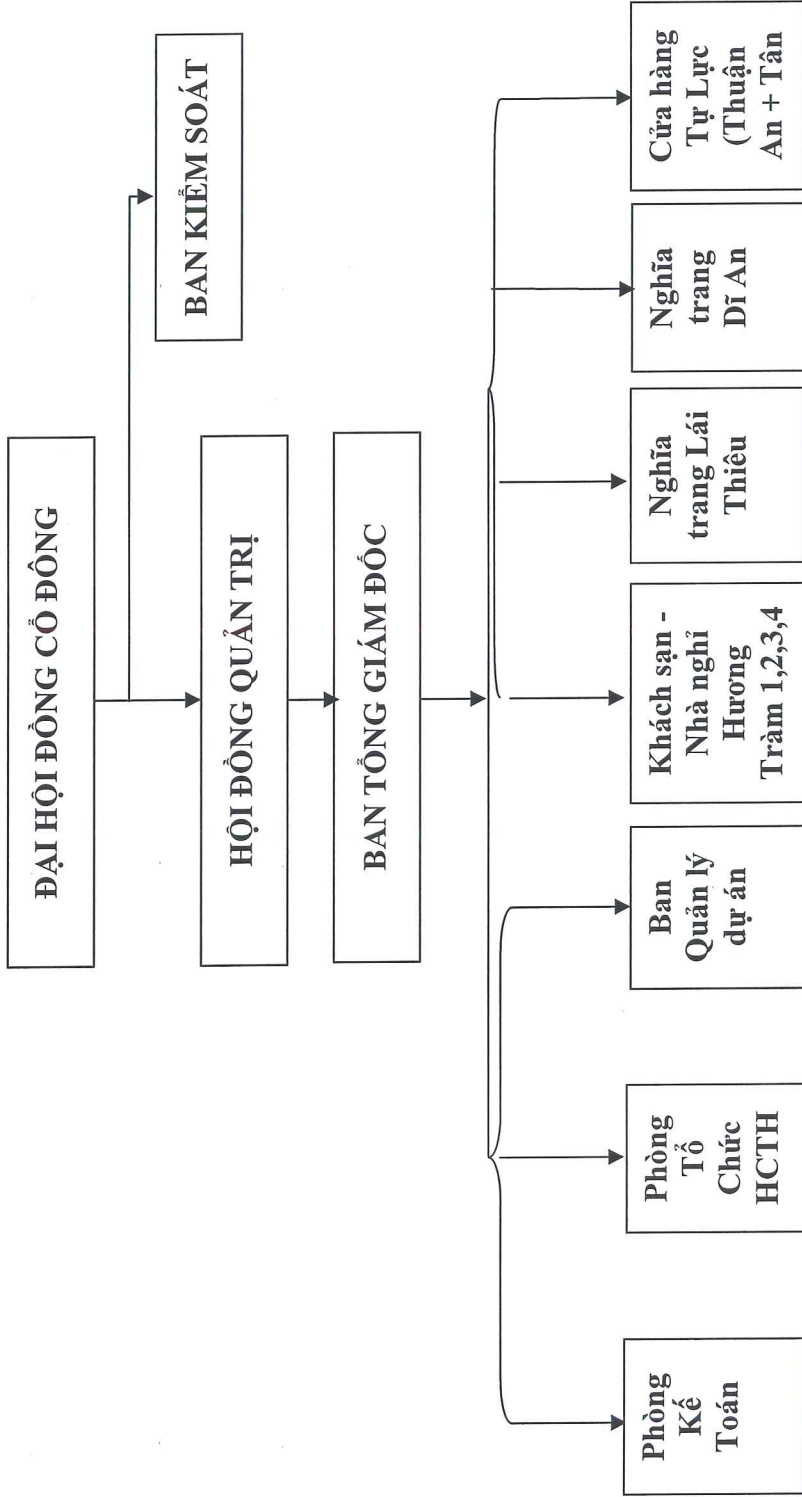 ĐẠI HỘI ĐỒNG CỔ ĐÔNG
BAN KIỂM SOÁT
HỘI ĐỒNG QUẢN TRỊ
BAN TỔNG GIÁM ĐỐC
Phòng
Kế
Toán
Phòng
Tổ
Chức
HCTH
Ban
Quản lý
dự án
Khách sạn -
Nhà nghỉ
Hương
Tràm 1,2,3,4
Nghĩa
trang Lái
Thiêu
Nghĩa
trang
Dĩ An
Cửa hàng
Tự Lực
(Thuận
An + Tân